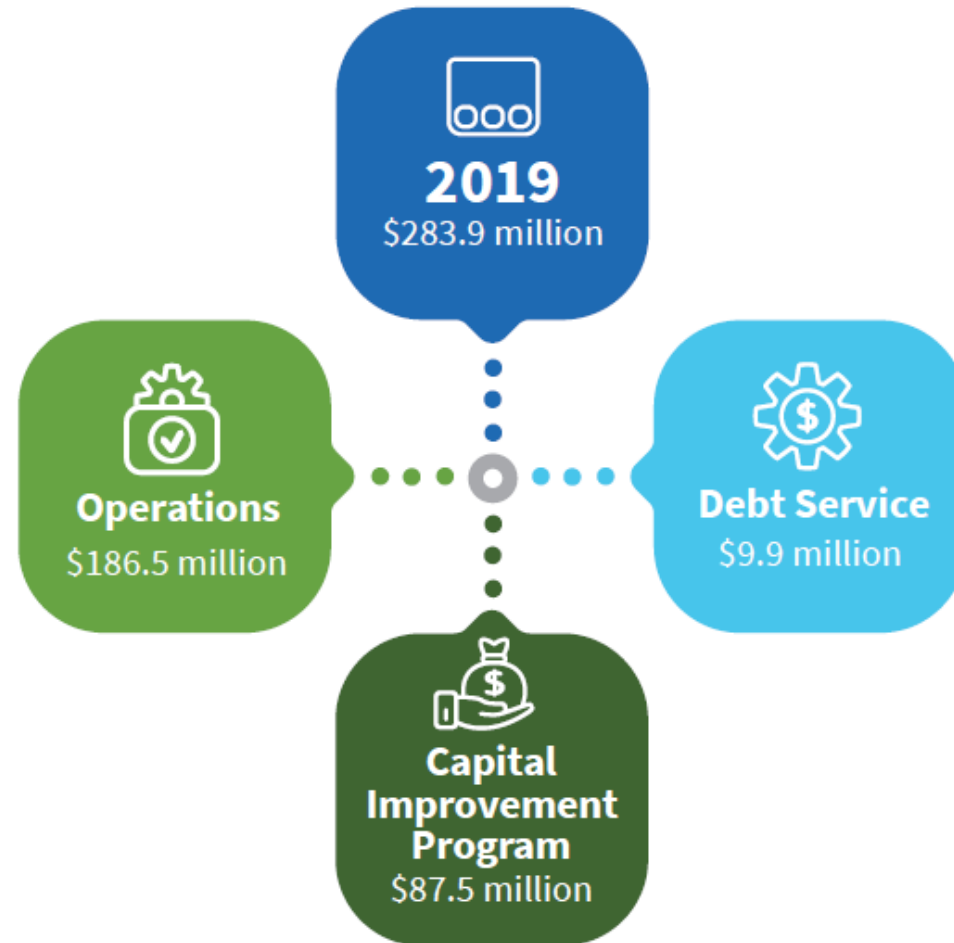 2019
$283.9 million
Operations
$186.5 million
Debt Service
$9.9 million
Capital
Improvement
Program
$87.5 million